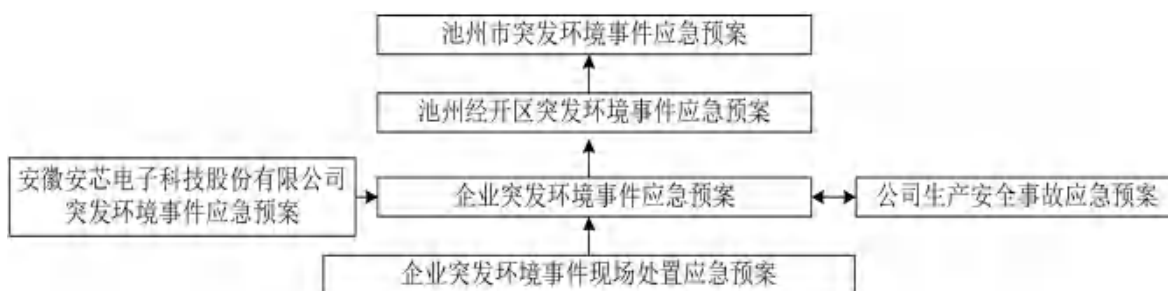 池州市突发环境事件应急预案
池州经开区突发环境事件应急预案
安徽安芯电子科技股份有限公司
突发环境事件应急预案
企业突发环境事件应急预案
公司生产安全事故应急预案
企业突发环境事件现场处置应急预案